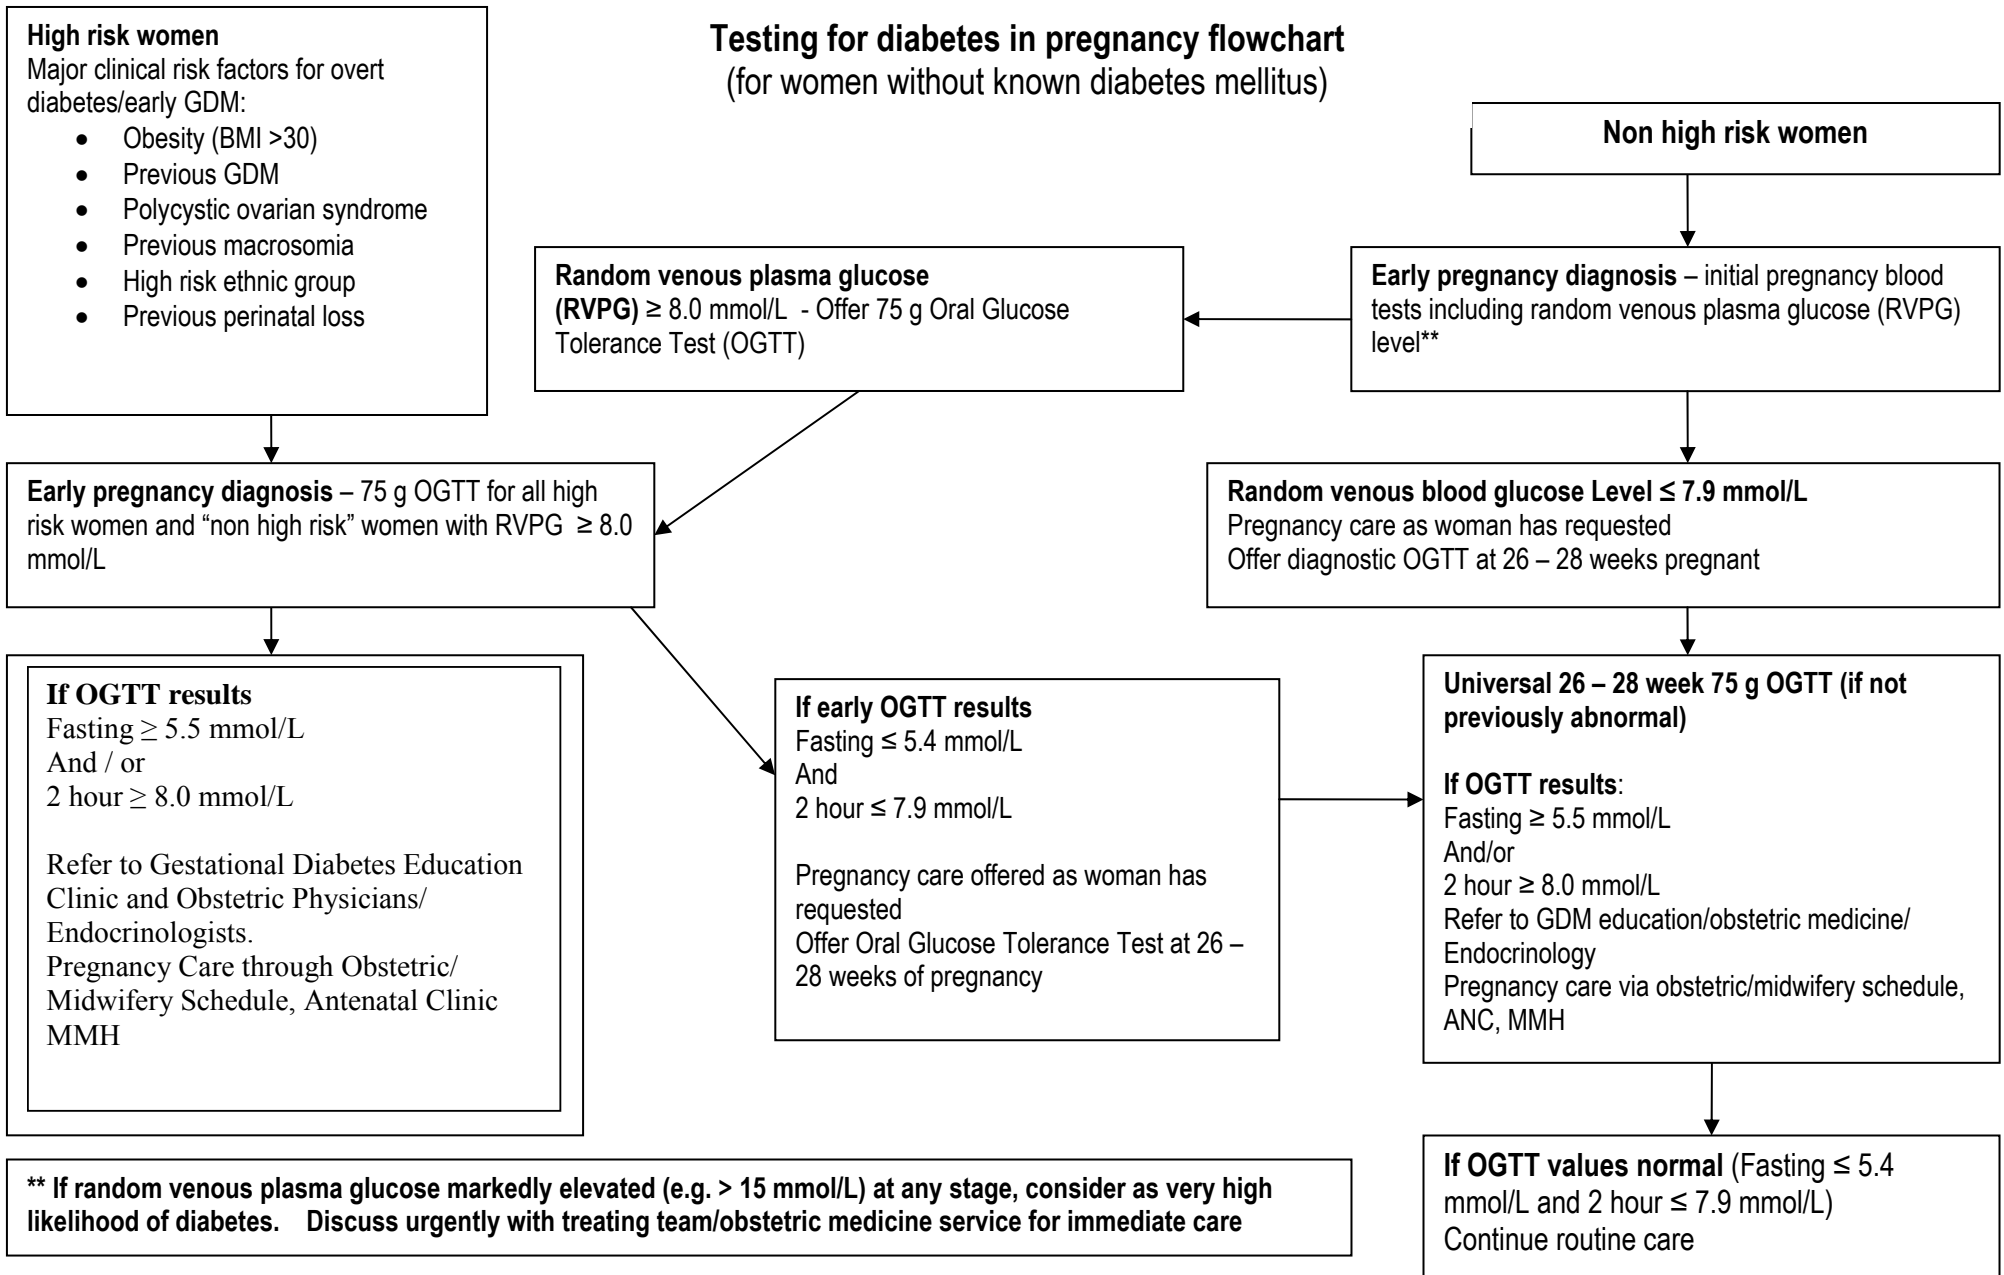 High risk women
Major clinical risk factors for overt
diabetes/early GDM:
• Obesity (BMI >30)
• Previous GDM
• Polycystic ovarian syndrome
• Previous macrosomia
• High risk ethnic group
• Previous perinatal loss
Testing for diabetes in pregnancy flowchart
(for women without known diabetes mellitus)
Non high risk women
Random venous plasma glucose
(RVPG) ≥ 8.0 mmol/L - Offer 75 g Oral Glucose
Tolerance Test (OGTT)
Early pregnancy diagnosis – initial pregnancy blood
tests including random venous plasma glucose (RVPG)
level**
Early pregnancy diagnosis – 75 g OGTT for all high
risk women and “non high risk” women with RVPG ≥ 8.0
mmol/L
Random venous blood glucose Level ≤ 7.9 mmol/L
Pregnancy care as woman has requested
Offer diagnostic OGTT at 26 – 28 weeks pregnant
If OGTT results
Fasting ≥ 5.5 mmol/L
And / or
2 hour ≥ 8.0 mmol/L
Refer to Gestational Diabetes Education
Clinic and Obstetric Physicians/
Endocrinologists.
Pregnancy Care through Obstetric/
Midwifery Schedule, Antenatal Clinic
MMH
If early OGTT results
Fasting ≤ 5.4 mmol/L
And
2 hour ≤ 7.9 mmol/L
Pregnancy care offered as woman has
requested
Offer Oral Glucose Tolerance Test at 26 –
28 weeks of pregnancy
Universal 26 – 28 week 75 g OGTT (if not
previously abnormal)
If OGTT results:
Fasting ≥ 5.5 mmol/L
And/or
2 hour ≥ 8.0 mmol/L
Refer to GDM education/obstetric medicine/
Endocrinology
Pregnancy care via obstetric/midwifery schedule,
ANC, MMH
** If random venous plasma glucose markedly elevated (e.g. > 15 mmol/L) at any stage, consider as very high
likelihood of diabetes. Discuss urgently with treating team/obstetric medicine service for immediate care
If OGTT values normal (Fasting ≤ 5.4
mmol/L and 2 hour ≤ 7.9 mmol/L)
Continue routine care